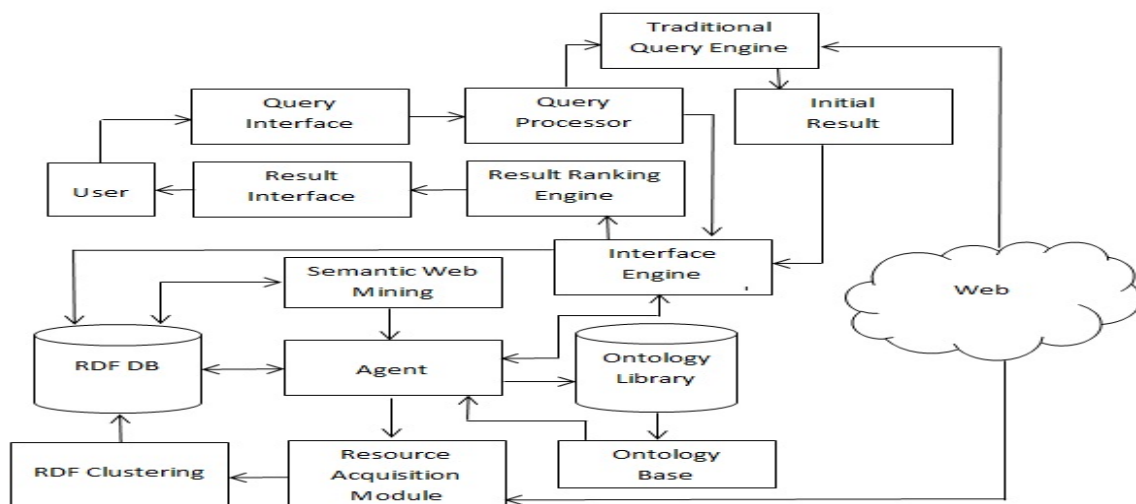 Traditional
Query Engine
Query
Interface
Query
Processor
Initial
Result
User
Result
Interface
Result Ranking
Engine
Interface
Engine
Semantic Web
Mining
Web
RDF DB
Agent
Ontology
Library
RDF Clustering
Resource
Acquisition
Module
Ontology
Base